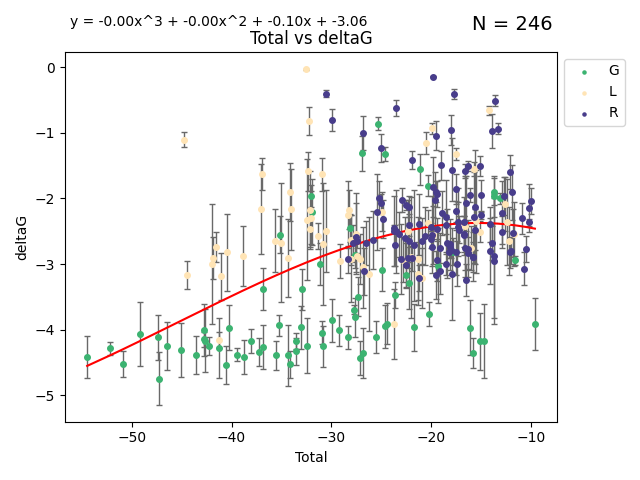 y = -0.00x^3 + -0.00x^2 + -0.10x + -3.06
N = 246
Total vs deltaG
G
L
R
0
−1
−2
−3
−4
−5
deltaG
−50
−40
−30
−20
−10
Total